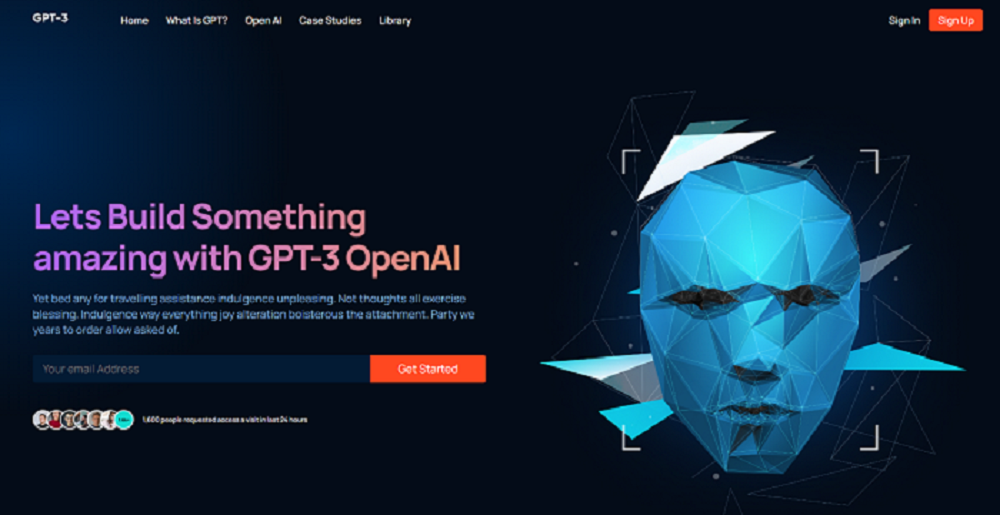 GPT-3
Home What Is GPT? Open AI Case Studies Library
Sign In Sign Up
Lets Build Something
amazing with GPT-3 OpenAI
Yet bed any for travelling assistance indulgence unpleasing. Not thoughts all exercise
blessing. Indulgence way everything joy alteration boisterous the attachment. Party we
years to order allow asked of.
Your email Address Get Started
1,600 people requested access a visit in last 24 hours